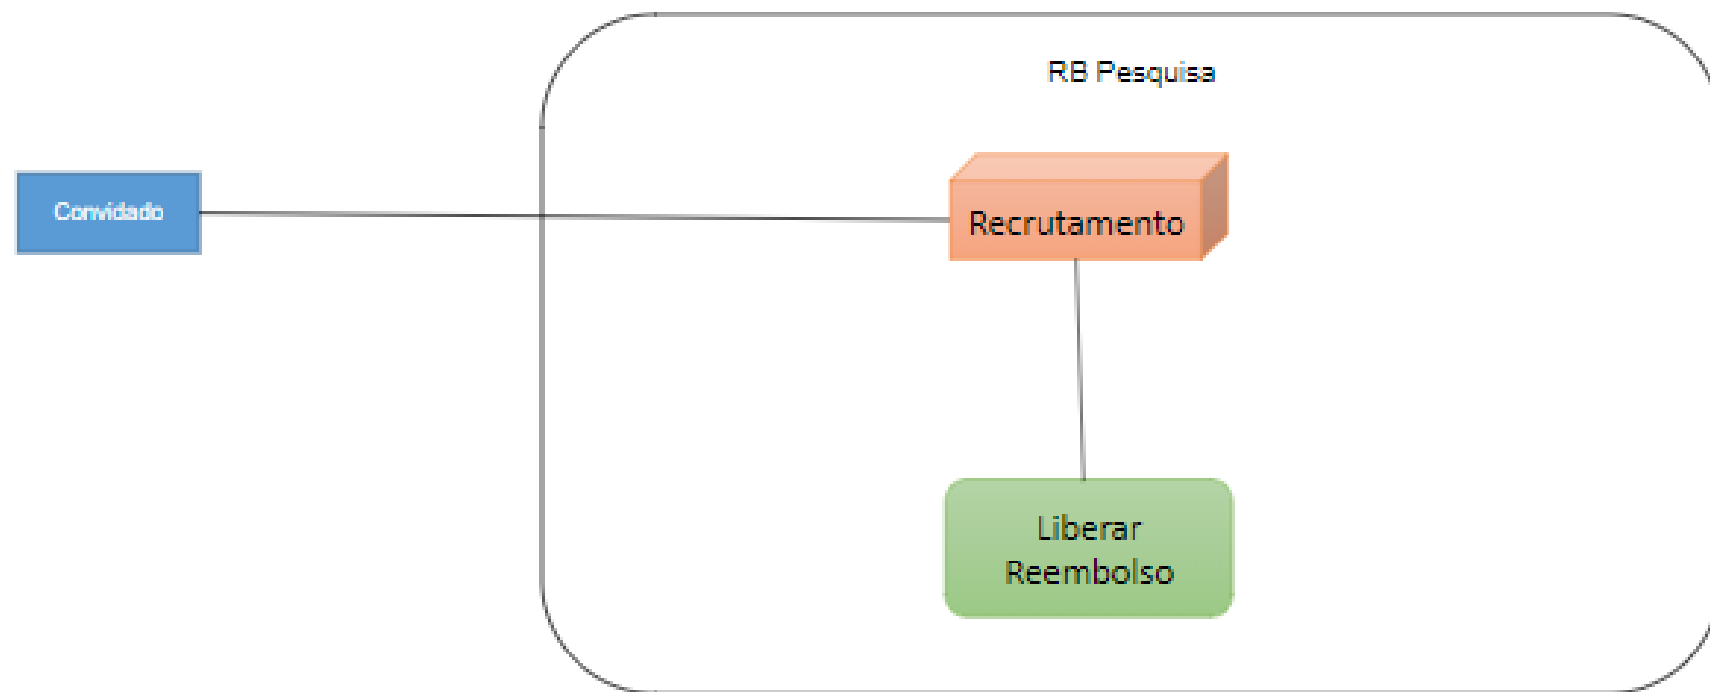 RB Pesquisa
Convidado
Recrutamento
Liberar
Reembolso